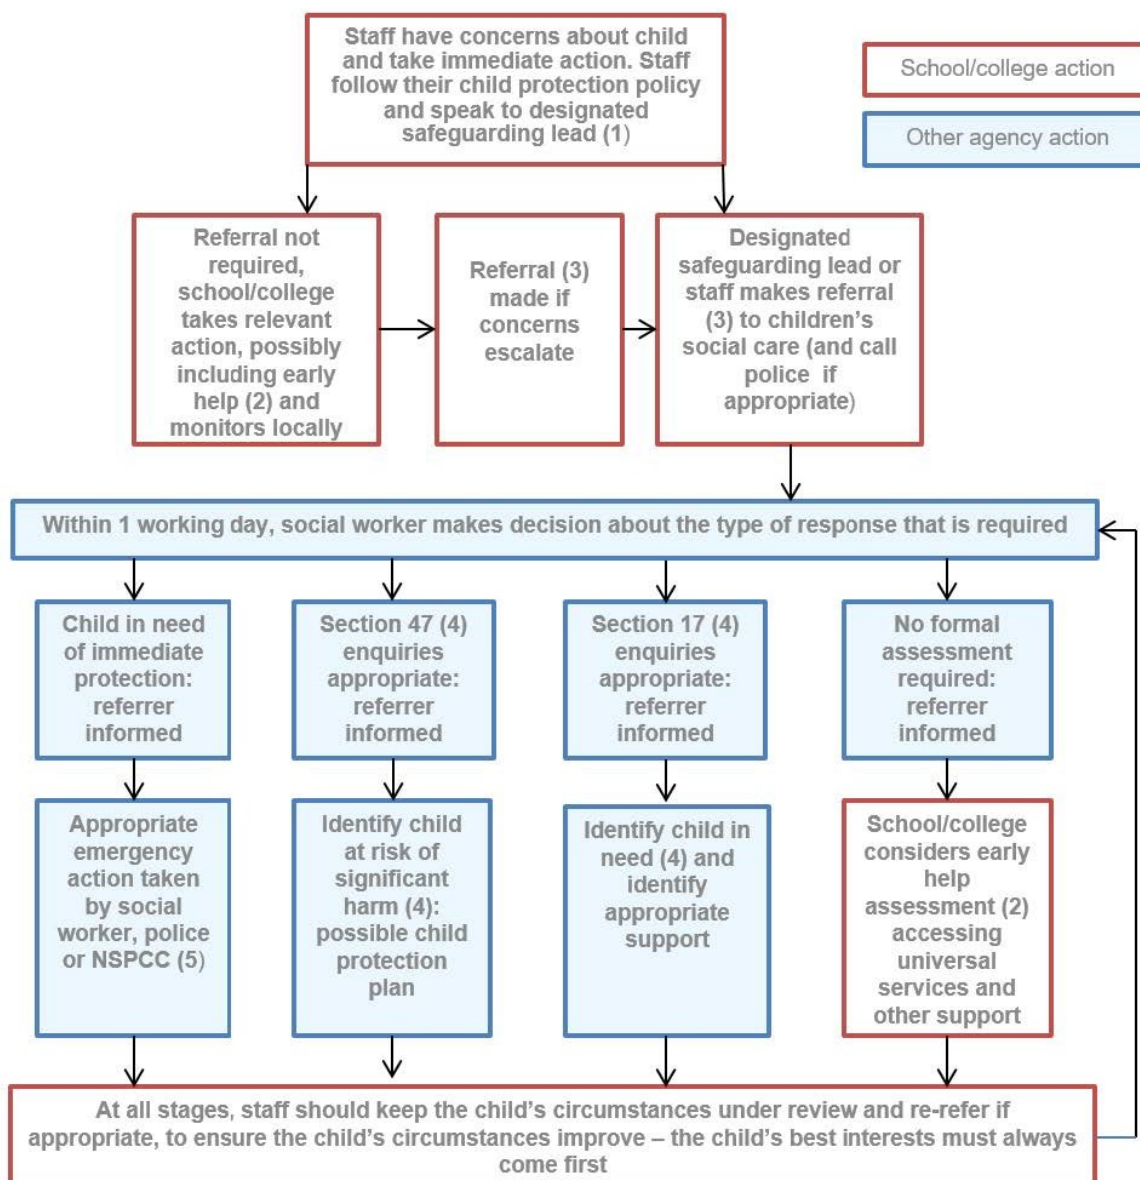 Staff have concerns about child
and take immediate action. Staff
follow their child protection policy
and speak to designated
safeguarding lead (1)
School/college action
Other agency action
Referral not
required,
school/college
takes relevant
action, possibly
including early
help (2) and
monitors locally
Referral (3)
made if
concerns
escalate
Designated
safeguarding lead or
staff makes referral
(3) to children’s
social care (and call
police if
appropriate)
Within 1 working day, social worker makes decision about the type of response that is required
Child in need
of immediate
protection:
referrer
informed
Section 47 (4)
enquiries
appropriate:
referrer
informed
Section 17 (4)
enquiries
appropriate:
referrer
informed
No formal
assessment
required:
referrer
informed
Appropriate
emergency
action taken
by social
worker, police
or NSPCC (5)
Identify child
at risk of
significant
harm (4):
possible child
protection
plan
Identify child in
need (4) and
identify
appropriate
support
School/college
considers early
help
assessment (2)
accessing
universal
services and
other support
At all stages, staff should keep the child’s circumstances under review and re-refer if
appropriate, to ensure the child’s circumstances improve – the child’s best interests must always
come first